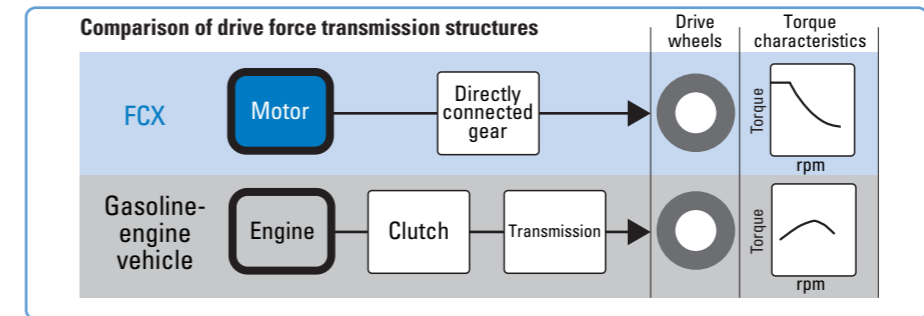 Comparison of drive force transmission structures
Drive
wheels
Torque
characteristics
FCX
Motor
Directly
connected
gear
Torque
rpm
Gasoline-
engine
vehicle
Engine
Clutch
Transmission
Torque
rpm